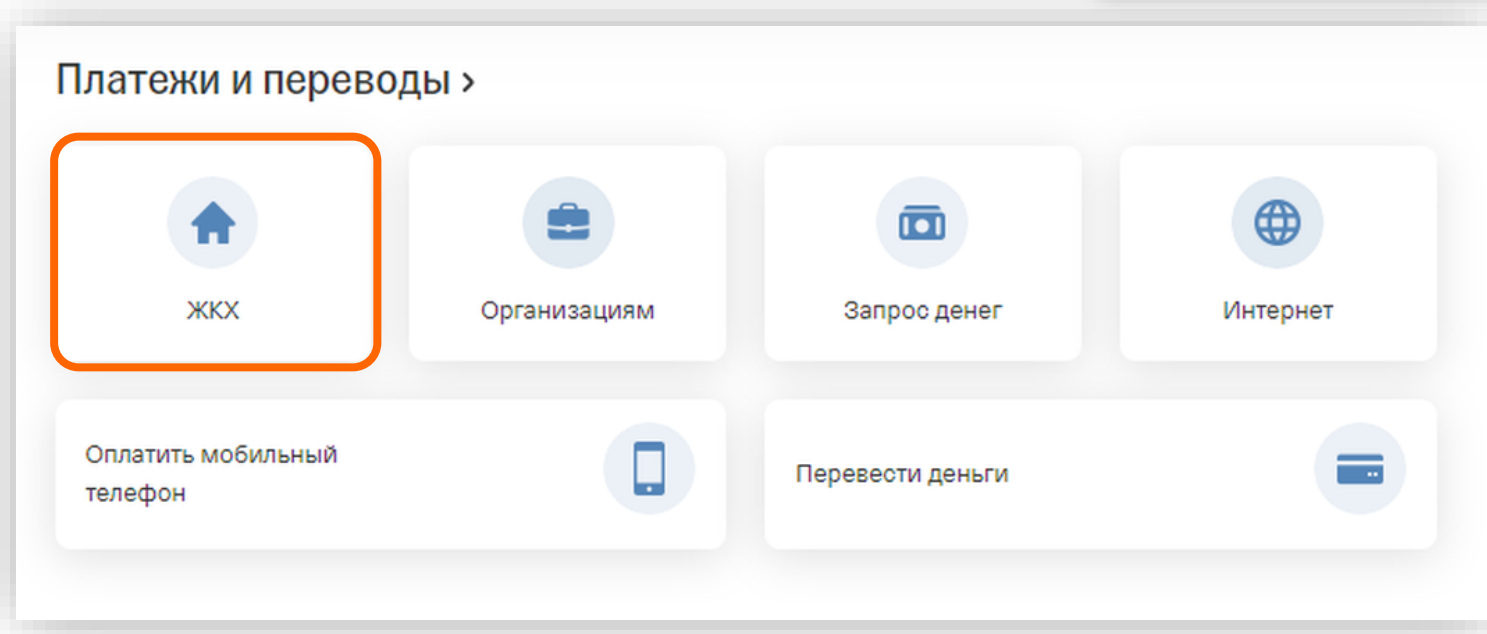 Платежи и переводы ›
ЖКХ
Организациям
Запрос денег
Интернет
Оплатить мобильный
телефон
Перевести деньги